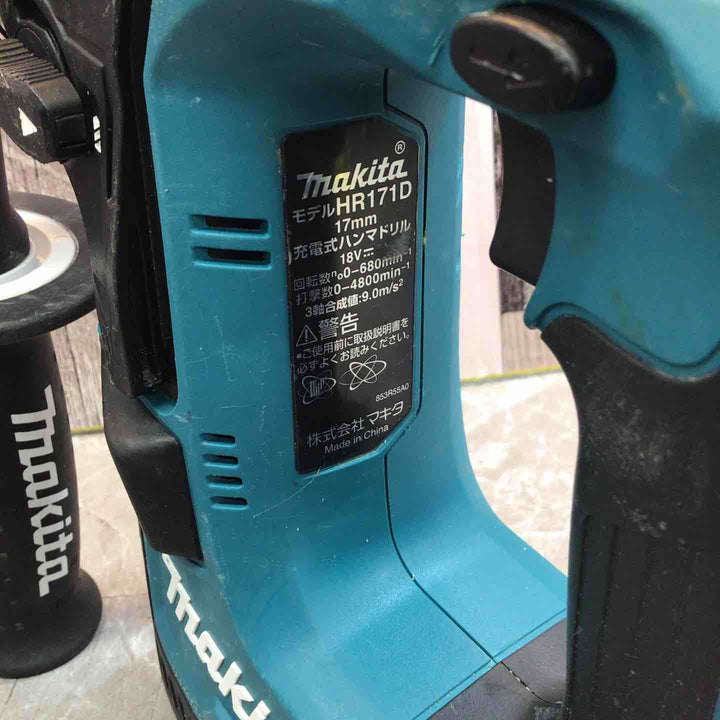 makita®
モデルHR171D
17mm
充電式ハンマドリル
18V⎓
回転数n₀0-680min⁻¹
打撃数0-4800min⁻¹
3軸合成値:9.0m/s²
⚠警告
•ご使用前に取扱説明書を
必ずよくお読みください。
853R55A0
株式会社マキタ
Made in China
makita
maki